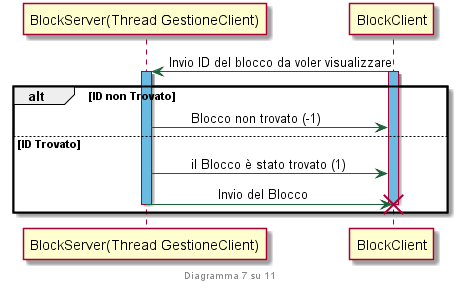 BlockServer(Thread GestioneClient)
BlockClient
Invio ID del blocco da voler visualizzare
alt
[ID non Trovato]
Blocco non trovato (-1)
[ID Trovato]
il Blocco è stato trovato (1)
Invio del Blocco
BlockServer(Thread GestioneClient)
BlockClient
Diagramma 7 su 11